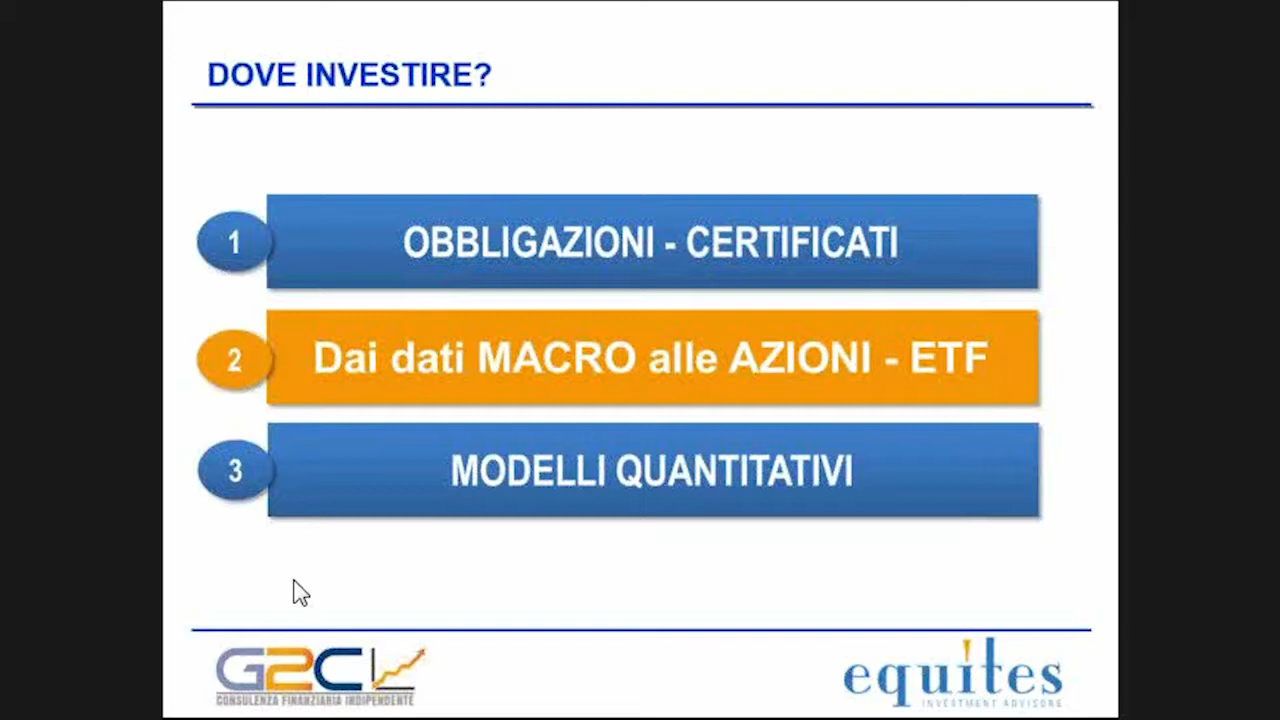 DOVE INVESTIRE?
1 OBBLIGAZIONI - CERTIFICATI
2 Dai dati MACRO alle AZIONI - ETF
3 MODELLI QUANTITATIVI
G2C
CONSULENZA FINANZIARIA INDIPENDENTE
equites
INVESTMENT ADVISORS